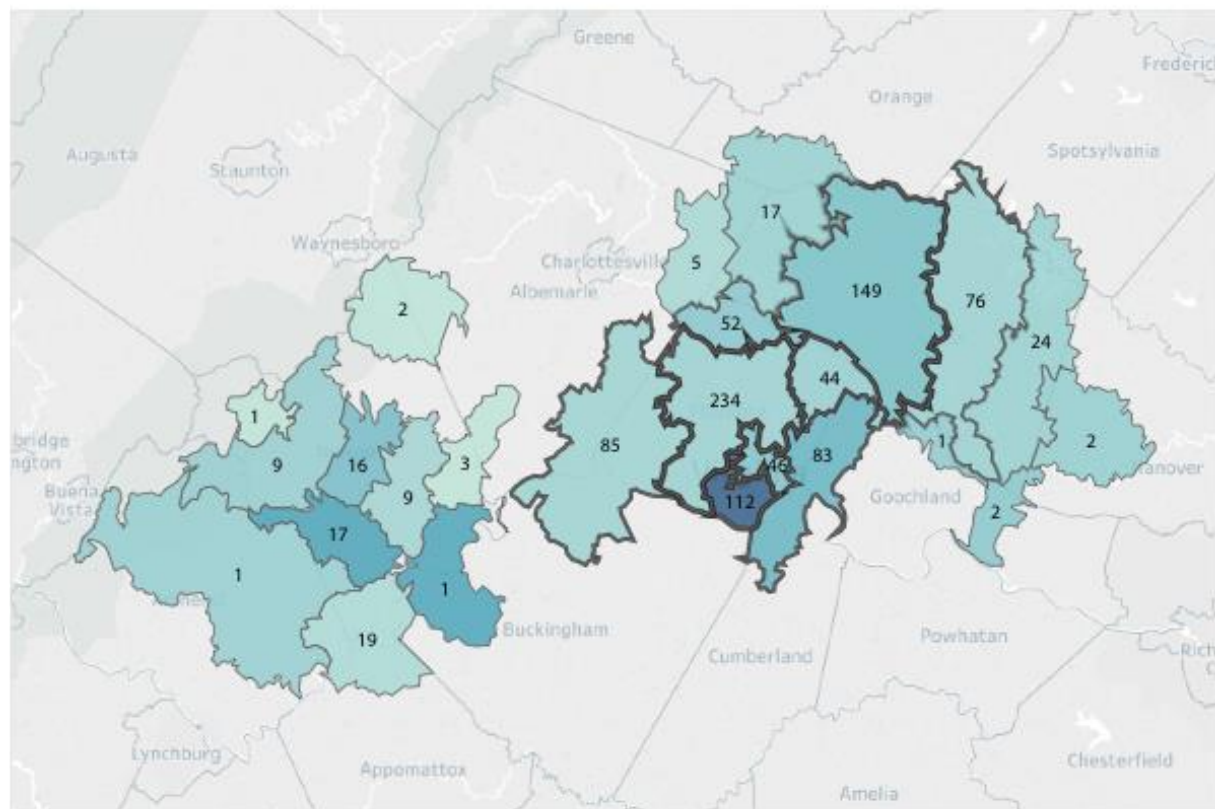 Greene
Frederic
Orange
Augusta
Staunton
Spotsylvania
17
Waynesboro
Charlottesville
5
Albemarle
149
76
2
52
24
44
1
234
85
bridge
9
16
3
46
83
1
2
ngton
9
Buena
Vista
112
Goochland
anover
17
2
1
1
19
Buckingham
Powhatan
Cumberland
Rich
C
Lynchburg
Appomattox
Chesterfield
Amelia